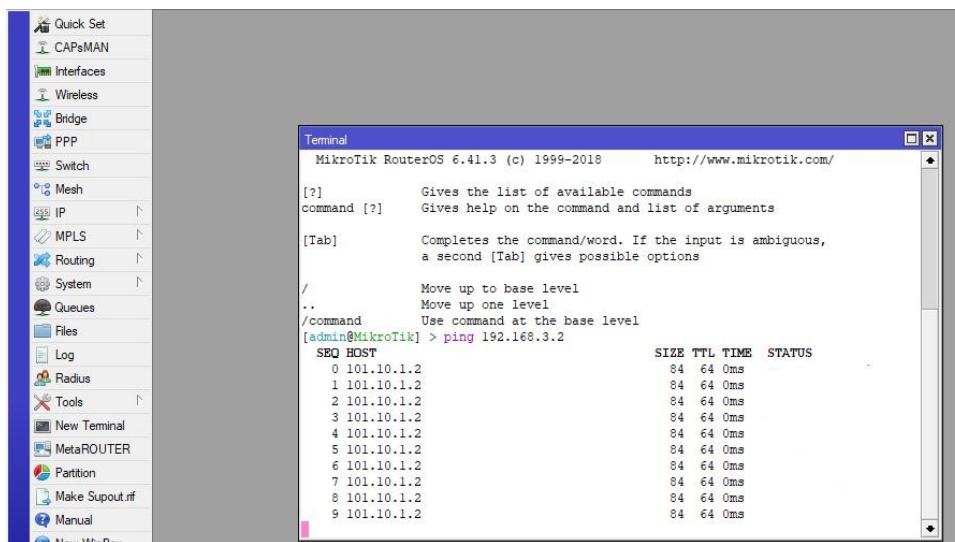 Quick Set
CAPsMAN
Interfaces
Wireless
Bridge
PPP
Switch
Mesh
IP
MPLS
Routing
System
Queues
Files
Log
Radius
Tools
New Terminal
MetaROUTER
Partition
Make Supout.rif
Manual
New WinBox
Terminal
MikroTik RouterOS 6.41.3 (c) 1999-2018 http://www.mikrotik.com/
[?] Gives the list of available commands
command [?] Gives help on the command and list of arguments
[Tab] Completes the command/word. If the input is ambiguous,
a second [Tab] gives possible options
/ Move up to base level
.. Move up one level
/command Use command at the base level
[admin@MikroTik] > ping 192.168.3.2
SEQ HOST SIZE TTL TIME STATUS
0 101.10.1.2 84 64 0ms
1 101.10.1.2 84 64 0ms
2 101.10.1.2 84 64 0ms
3 101.10.1.2 84 64 0ms
4 101.10.1.2 84 64 0ms
5 101.10.1.2 84 64 0ms
6 101.10.1.2 84 64 0ms
7 101.10.1.2 84 64 0ms
8 101.10.1.2 84 64 0ms
9 101.10.1.2 84 64 0ms